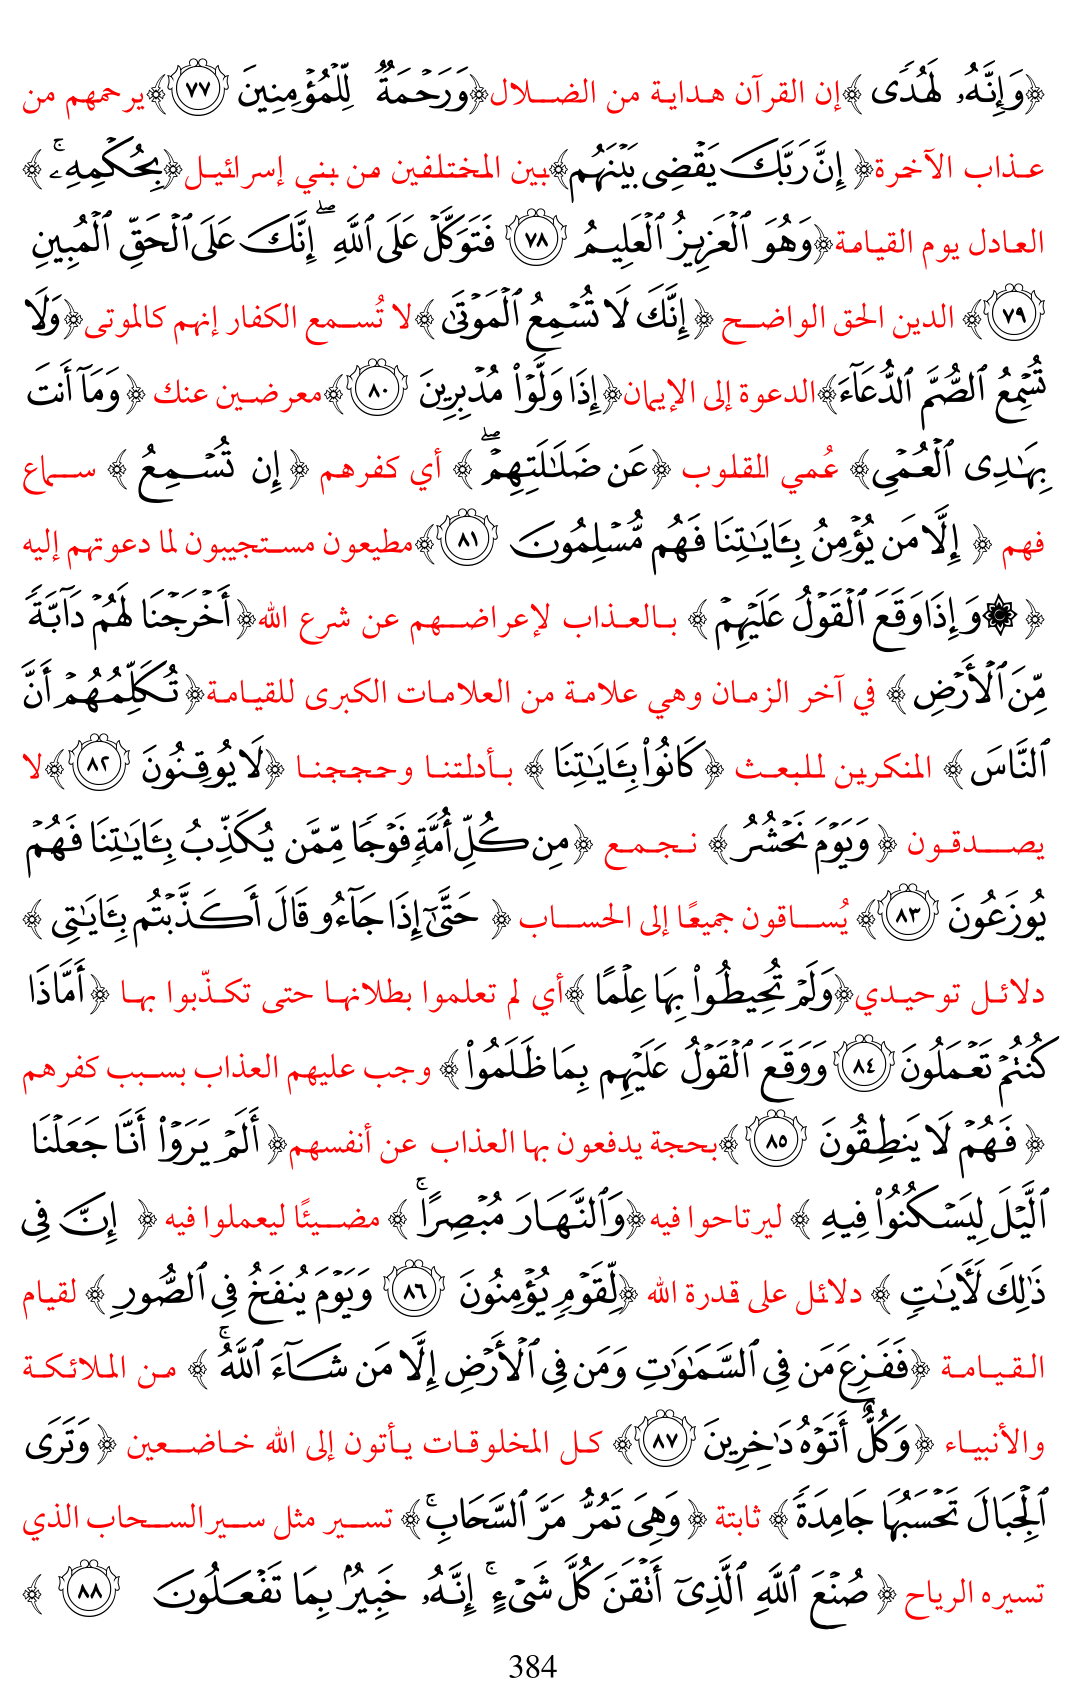 ﴿وَإِنَّهُۥ لَهُدًى ﴾إن القرآن هداية من الضلال﴿وَرَحْمَةٌ لِّلْمُؤْمِنِينَ ٧٧﴾يرحمهم من
عذاب الآخرة﴿ إِنَّ رَبَّكَ يَقْضِى بَيْنَهُم﴾بين المختلفين من بني إسرائيل﴿بِحُكْمِهِۦۚ ﴾
العادل يوم القيامة﴿وَهُوَ ٱلْعَزِيزُ ٱلْعَلِيمُ ٧٨ فَتَوَكَّلْ عَلَى ٱللَّهِۖ إِنَّكَ عَلَى ٱلْحَقِّ ٱلْمُبِينِ
٧٩﴾ الدين الحق الواضح ﴿ إِنَّكَ لَا تُسْمِعُ ٱلْمَوْتَىٰ ﴾لا تُسمع الكفار إنهم كالموتى﴿وَلَا
تُسْمِعُ ٱلصُّمَّ ٱلدُّعَآءَ﴾الدعوة إلى الإيمان﴿إِذَا وَلَّوْا۟ مُدْبِرِينَ ٨٠﴾معرضين عنك ﴿وَمَآ أَنتَ
بِهَـٰدِى ٱلْعُمْىِ﴾ عُمي القلوب ﴿عَن ضَلَـٰلَتِهِمْۖ ﴾ أي كفرهم ﴿إِن تُسْمِعُ ﴾ سماع
فهم ﴿ إِلَّا مَن يُؤْمِنُ بِـَٔايَـٰتِنَا فَهُم مُّسْلِمُونَ ٨١﴾مطيعون مستجيبون لما دعوتهم إليه
﴿ ۞وَإِذَا وَقَعَ ٱلْقَوْلُ عَلَيْهِمْ ﴾ بالعذاب لإعراضهم عن شرع الله﴿أَخْرَجْنَا لَهُمْ دَآبَّةً
مِّنَ ٱلْأَرْضِ ﴾ في آخر الزمان وهي علامة من العلامات الكبرى للقيامة﴿تُكَلِّمُهُمْ أَنَّ
ٱلنَّاسَ ﴾ المنكرين للبعث ﴿كَانُوا۟ بِـَٔايَـٰتِنَا ﴾ بأدلتنا وحججنا ﴿لَا يُوقِنُونَ ٨٢﴾لا
يصدقون ﴿ وَيَوْمَ نَحْشُرُ ﴾ نجمع ﴿مِن كُلِّ أُمَّةٍ فَوْجًا مِّمَّن يُكَذِّبُ بِـَٔايَـٰتِنَا فَهُمْ
يُوزَعُونَ ٨٣﴾ يُساقون جميعًا إلى الحساب ﴿ حَتَّىٰٓ إِذَا جَآءُو قَالَ أَكَذَّبْتُم بِـَٔايَـٰتِى ﴾
دلائل توحيدي﴿وَلَمْ تُحِيطُوا۟ بِهَا عِلْمًا ﴾أي لم تعلموا بطلانها حتى تكذّبوا بها ﴿أَمَّاذَا
كُنتُمْ تَعْمَلُونَ ٨٤ وَوَقَعَ ٱلْقَوْلُ عَلَيْهِم بِمَا ظَلَمُوا۟ ﴾ وجب عليهم العذاب بسبب كفرهم
﴿ فَهُمْ لَا يَنطِقُونَ ٨٥ ﴾بحجة يدفعون بها العذاب عن أنفسهم﴿أَلَمْ يَرَوْا۟ أَنَّا جَعَلْنَا
ٱلَّيْلَ لِيَسْكُنُوا۟ فِيهِ ﴾ ليرتاحوا فيه﴿وَٱلنَّهَارَ مُبْصِرًاۚ ﴾ مضيئًا ليعملوا فيه ﴿ إِنَّ فِى
ذَٰلِكَ لَـَٔايَـٰتٍ ﴾ دلائل على قدرة الله ﴿لِّقَوْمٍ يُؤْمِنُونَ ٨٦ وَيَوْمَ يُنفَخُ فِى ٱلصُّورِ ﴾ لقيام
القيامة ﴿فَفَزِعَ مَن فِى ٱلسَّمَـٰوَٰتِ وَمَن فِى ٱلْأَرْضِ إِلَّا مَن شَآءَ ٱللَّهُۚ ﴾ من الملائكة
والأنبياء ﴿وَكُلٌّ أَتَوْهُ دَٰخِرِينَ ٨٧﴾ كل المخلوقات يأتون إلى الله خاضعين ﴿وَتَرَى
ٱلْجِبَالَ تَحْسَبُهَا جَامِدَةً ﴾ ثابتة ﴿ وَهِىَ تَمُرُّ مَرَّ ٱلسَّحَابِۚ ﴾ تسير مثل سير السحاب الذي
تسيره الرياح ﴿ صُنْعَ ٱللَّهِ ٱلَّذِىٓ أَتْقَنَ كُلَّ شَىْءٍۚ إِنَّهُۥ خَبِيرٌۢ بِمَا تَفْعَلُونَ ٨٨ ﴾
384